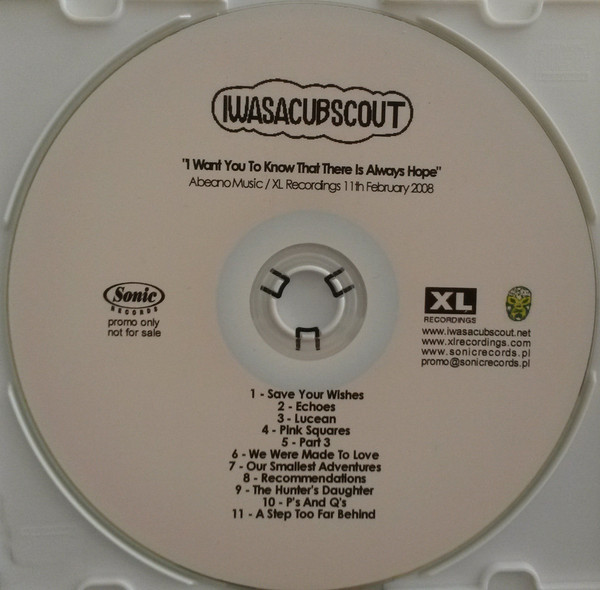 IWASACUBSCOUT
"I Want You To Know That There Is Always Hope"
Abeano Music / XL Recordings 11th February 2008
Sonic
RECORDS
promo only
not for sale
XL
RECORDINGS
www.iwasacubscout.net
www.xlrecordings.com
www.sonicrecords.pl
promo@sonicrecords.pl
1 - Save Your Wishes
2 - Echoes
3 - Lucean
4 - Pink Squares
5 - Part 3
6 - We Were Made To Love
7 - Our Smallest Adventures
8 - Recommendations
9 - The Hunter's Daughter
10 - P's And Q's
11 - A Step Too Far Behind